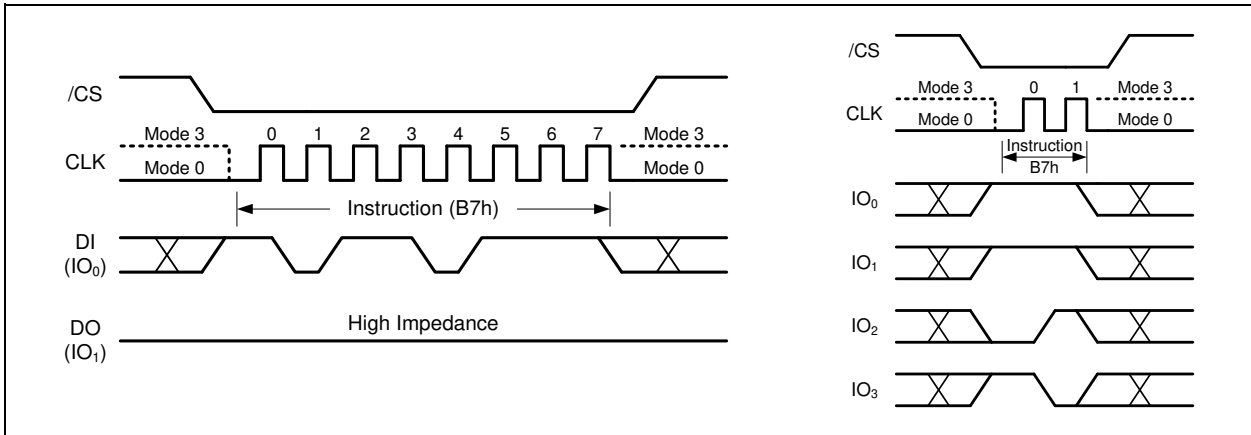 /CS
Mode 3 0 1 2 3 4 5 6 7 Mode 3
CLK
Mode 0 Mode 0
Instruction (B7h)
DI
(IO₀)
High Impedance
DO
(IO₁)
/CS
Mode 3 0 1 Mode 3
CLK
Mode 0 Mode 0
Instruction
B7h
IO₀
IO₁
IO₂
IO₃